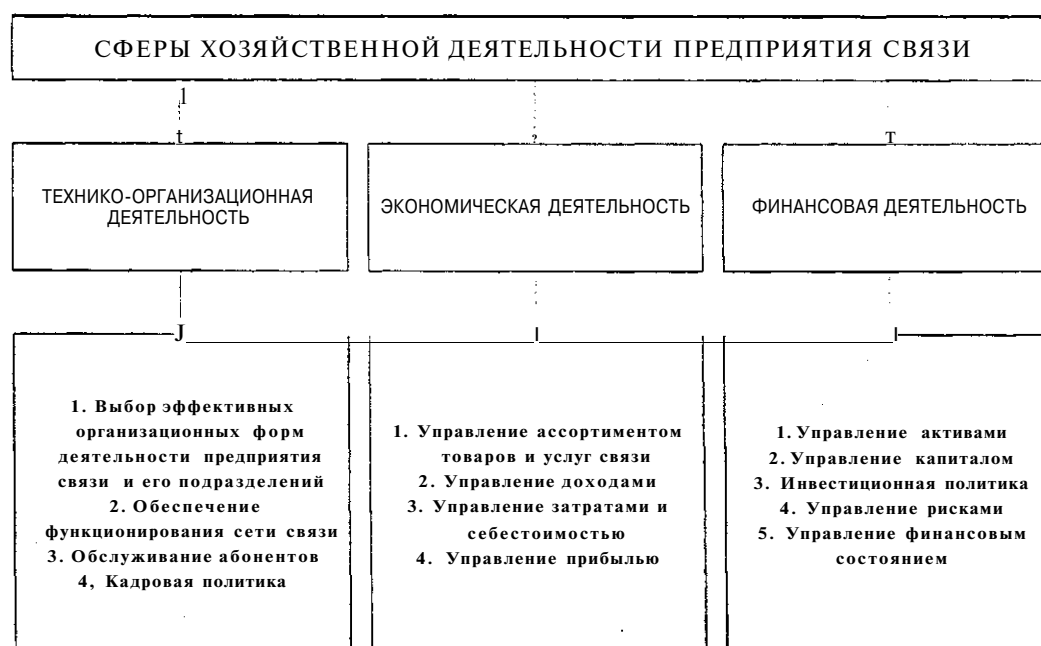 СФЕРЫ ХОЗЯЙСТВЕННОЙ ДЕЯТЕЛЬНОСТИ ПРЕДПРИЯТИЯ СВЯЗИ
ТЕХНИКО-ОРГАНИЗАЦИОННАЯ
ДЕЯТЕЛЬНОСТЬ
ЭКОНОМИЧЕСКАЯ ДЕЯТЕЛЬНОСТЬ
ФИНАНСОВАЯ ДЕЯТЕЛЬНОСТЬ
1. Выбор эффективных
организационных форм
деятельности предприятия
связи и его подразделений
2. Обеспечение
функционирования сети связи
3. Обслуживание абонентов
4, Кадровая политика
1. Управление ассортиментом
товаров и услуг связи
2. Управление доходами
3. Управление затратами и
себестоимостью
4. Управление прибылью
1. Управление активами
2. Управление капиталом
3. Инвестиционная политика
4. Управление рисками
5. Управление финансовым
состоянием